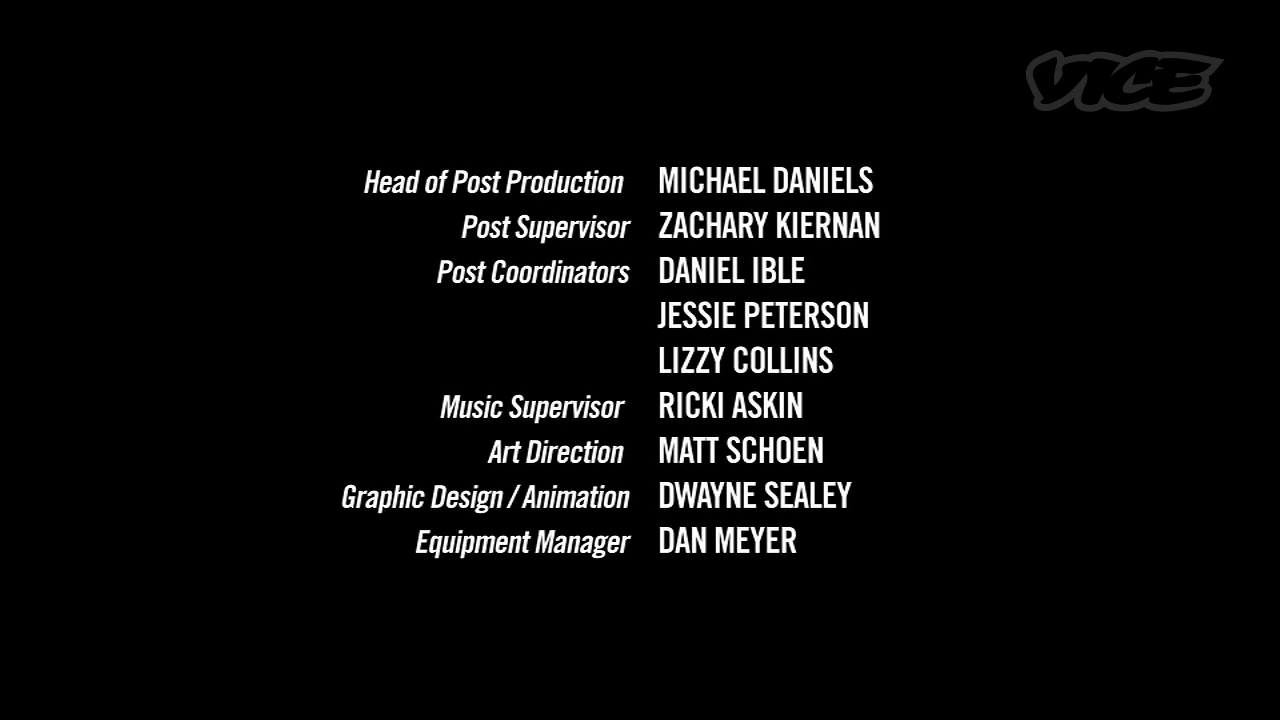 VICE
Head of Post Production MICHAEL DANIELS
Post Supervisor ZACHARY KIERNAN
Post Coordinators DANIEL IBLE
JESSIE PETERSON
LIZZY COLLINS
Music Supervisor RICKI ASKIN
Art Direction MATT SCHOEN
Graphic Design / Animation DWAYNE SEALEY
Equipment Manager DAN MEYER